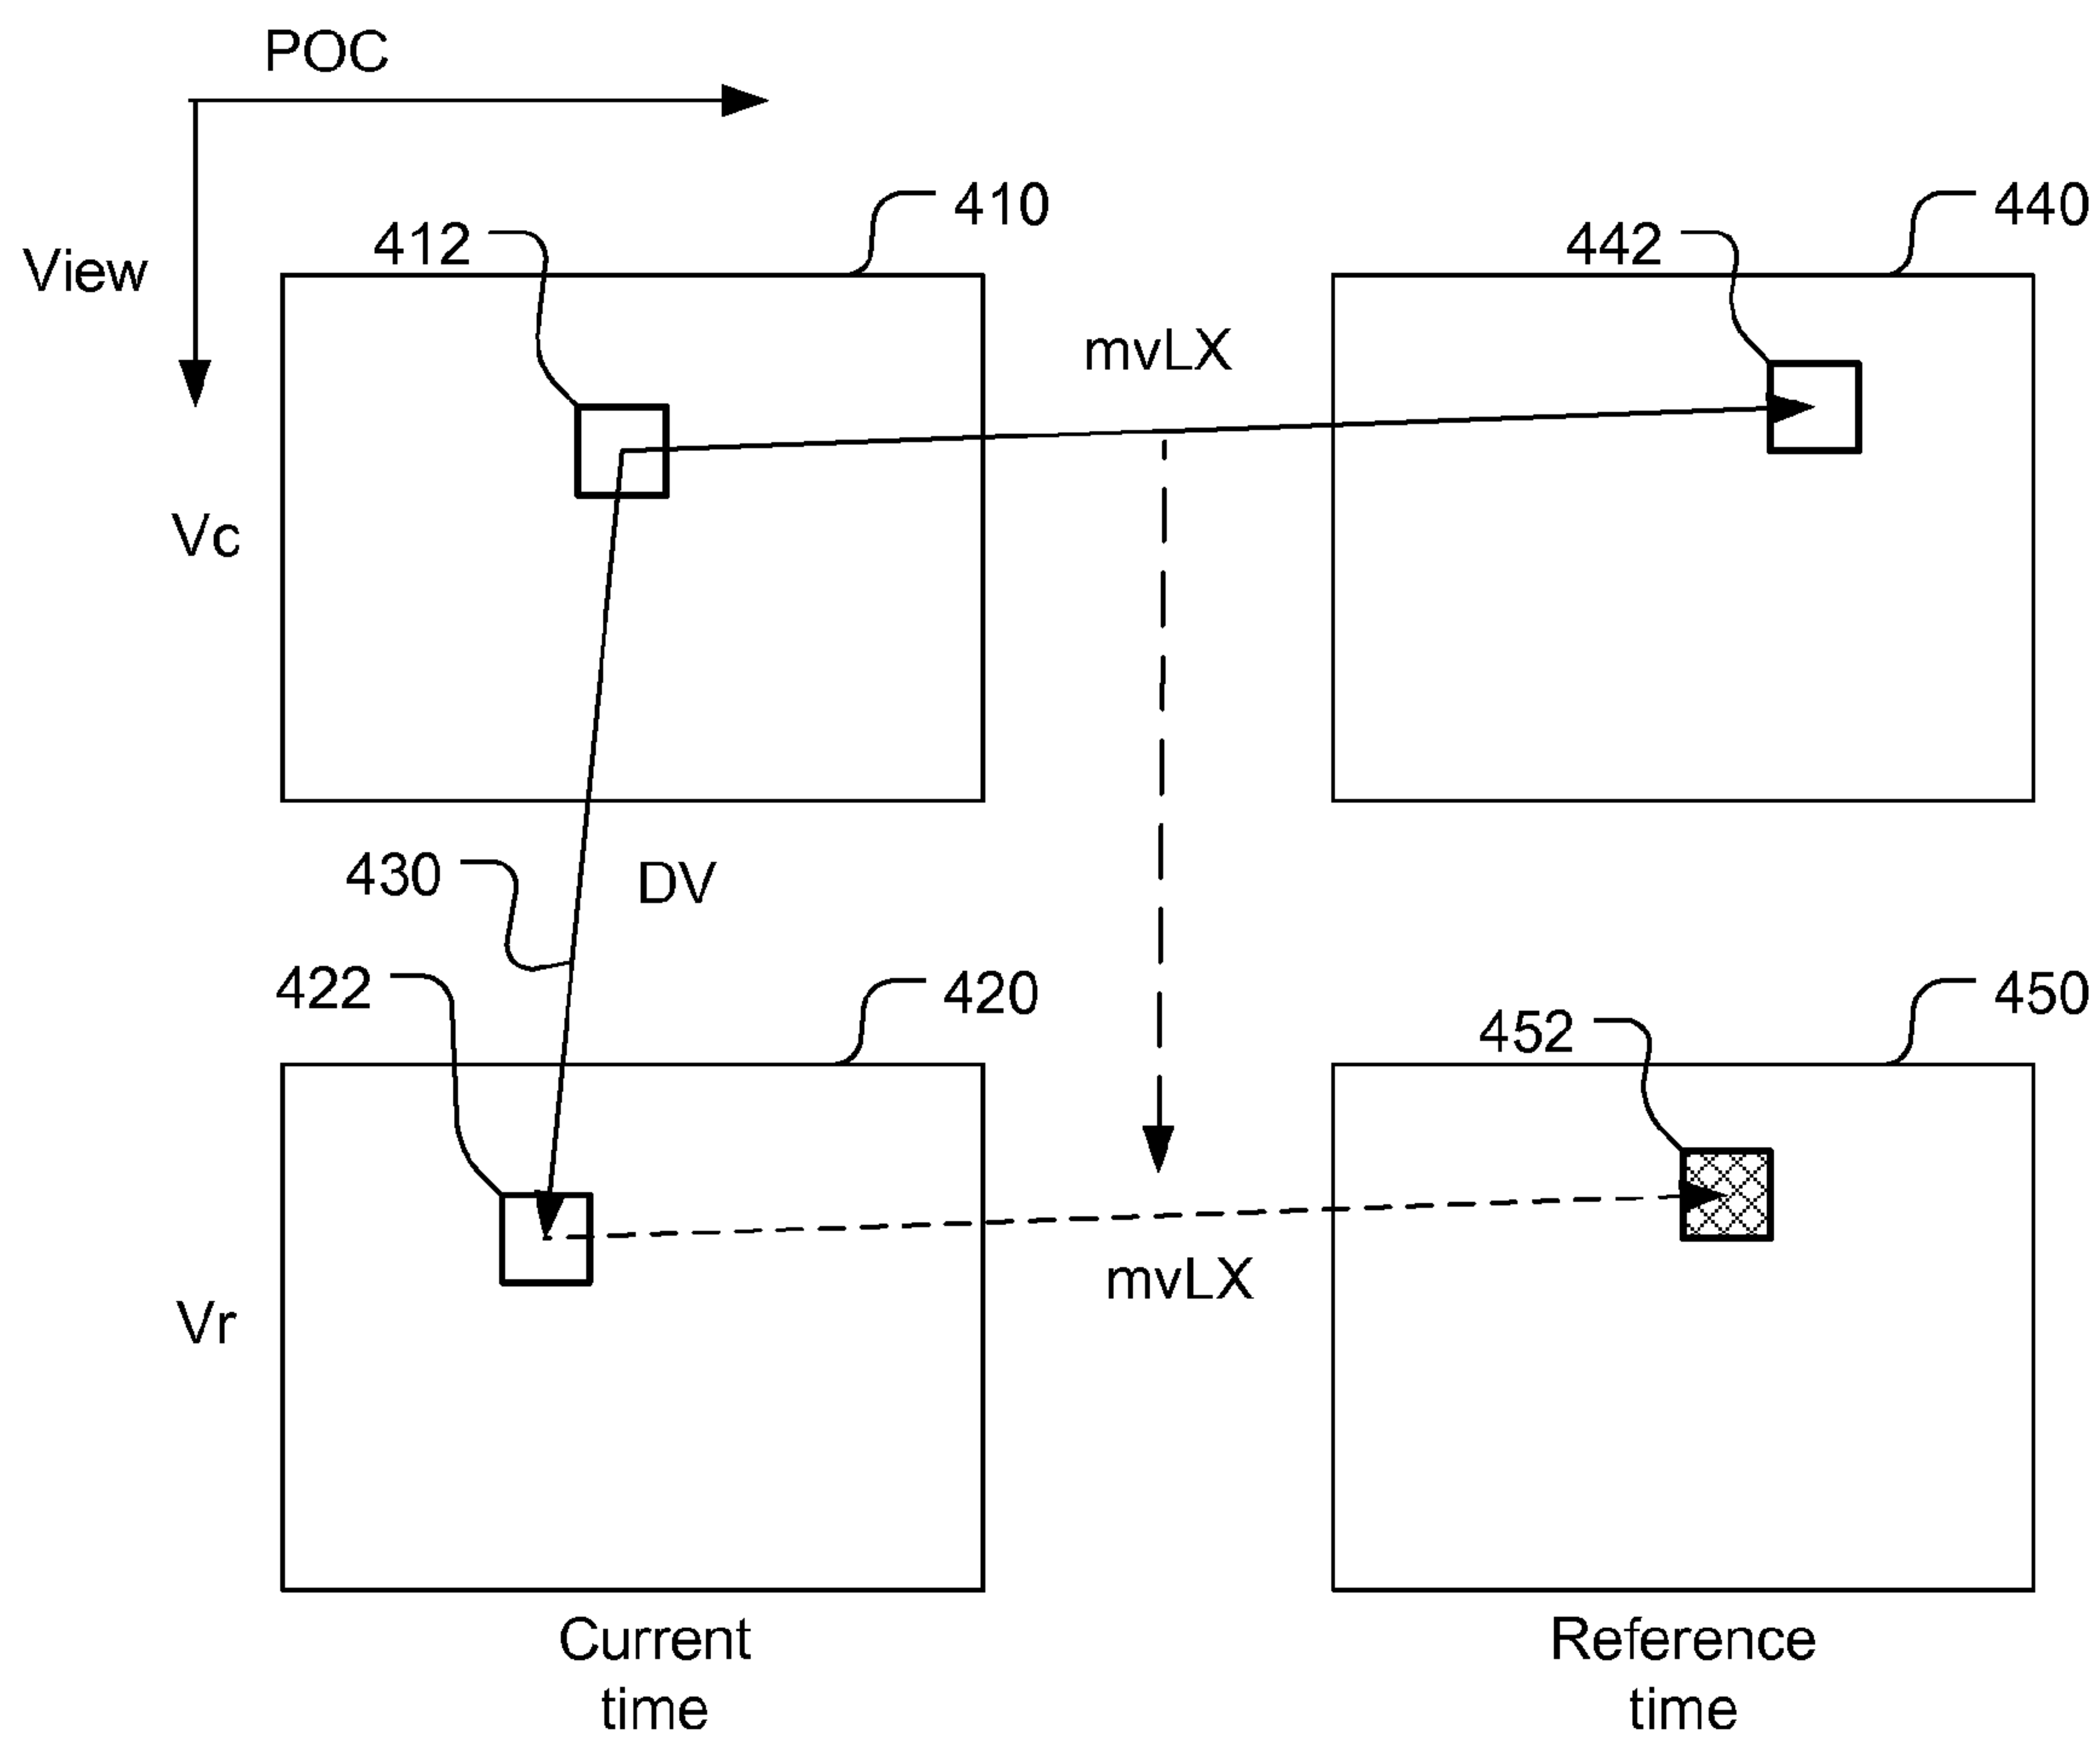 POC
410
440
412
442
View
mvLX
Vc
430
DV
422
420
450
452
mvLX
Vr
Current
time
Reference
time